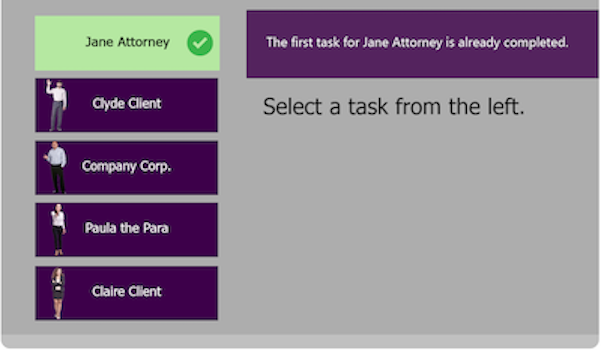 Jane Attorney
Clyde Client
Company Corp.
Paula the Para
Claire Client
The first task for Jane Attorney is already completed.
Select a task from the left.